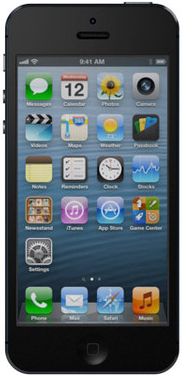 9:41 AM
Wednesday
12
Messages Calendar Photos Camera
Videos Maps Weather Passbook
Notes Reminders Clock Stocks
Newsstand iTunes App Store Game Center
Settings
Phone Mail Safari Music